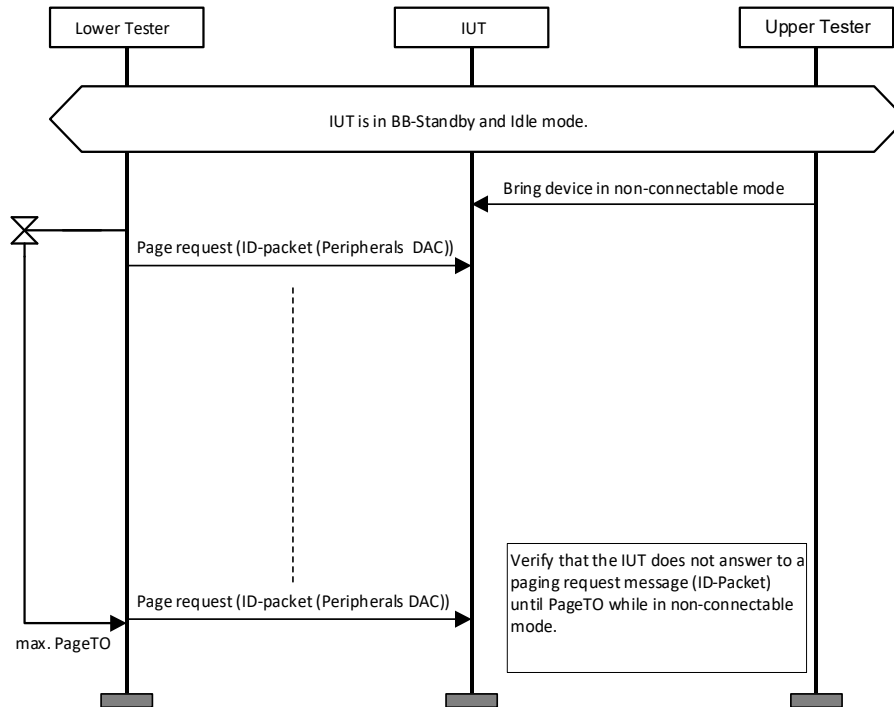 Lower Tester
IUT
Upper Tester
IUT is in BB-Standby and Idle mode.
Bring device in non-connectable mode
Page request (ID-packet (Peripherals DAC))
Page request (ID-packet (Peripherals DAC))
max. PageTO
Verify that the IUT does not answer to a
paging request message (ID-Packet)
until PageTO while in non-connectable
mode.